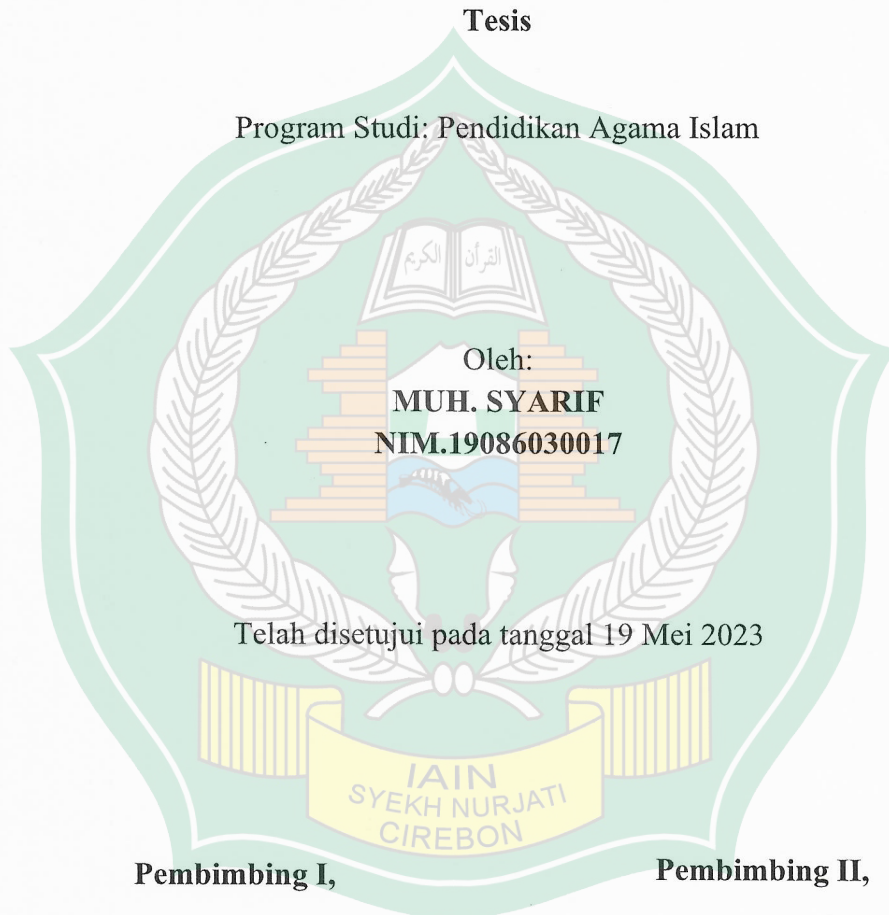 Tesis
Program Studi: Pendidikan Agama Islam
القرآن الكريم
Oleh:
MUH. SYARIF
NIM.19086030017
Telah disetujui pada tanggal 19 Mei 2023
IAIN
SYEKH NURJATI
CIREBON
Pembimbing I, Pembimbing II,